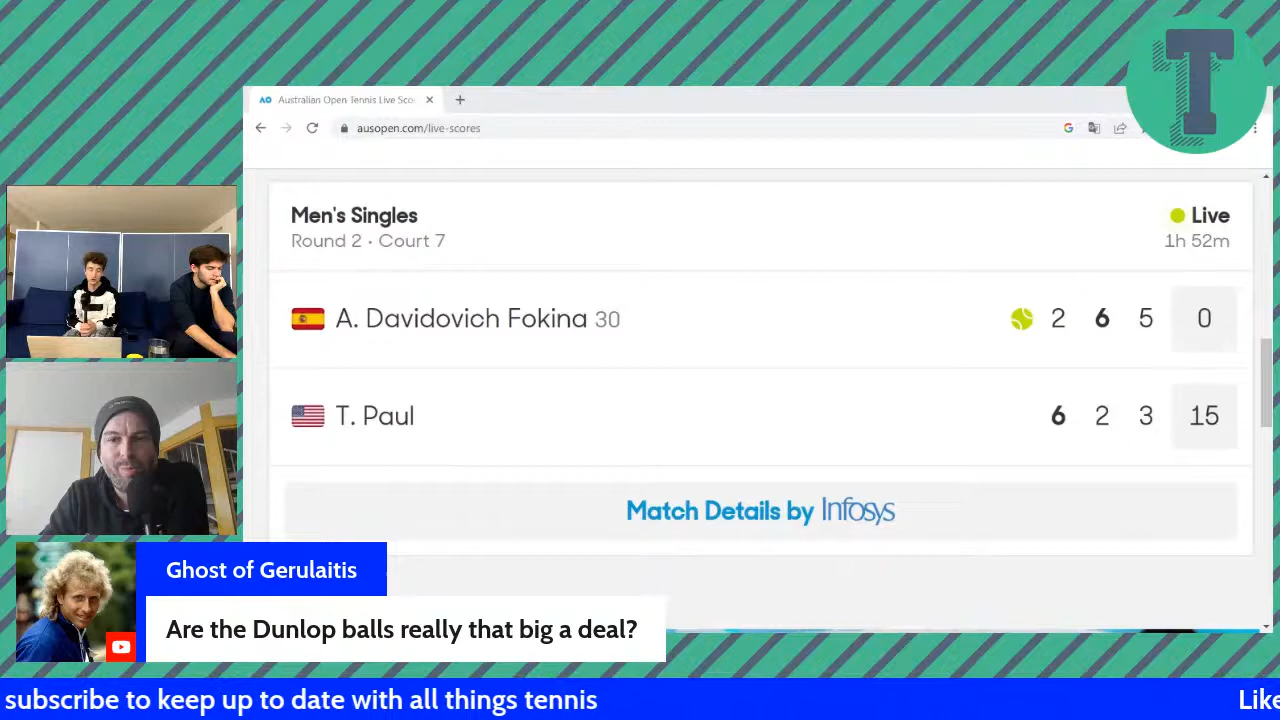 T
AO Australian Open Tennis Live Sco
ausopen.com/live-scores
Men's Singles
Live
Round 2 · Court 7
1h 52m
A. Davidovich Fokina 30
2 6 5 0
T. Paul
6 2 3 15
Match Details by Infosys
Ghost of Gerulaitis
Are the Dunlop balls really that big a deal?
subscribe to keep up to date with all things tennis
Like